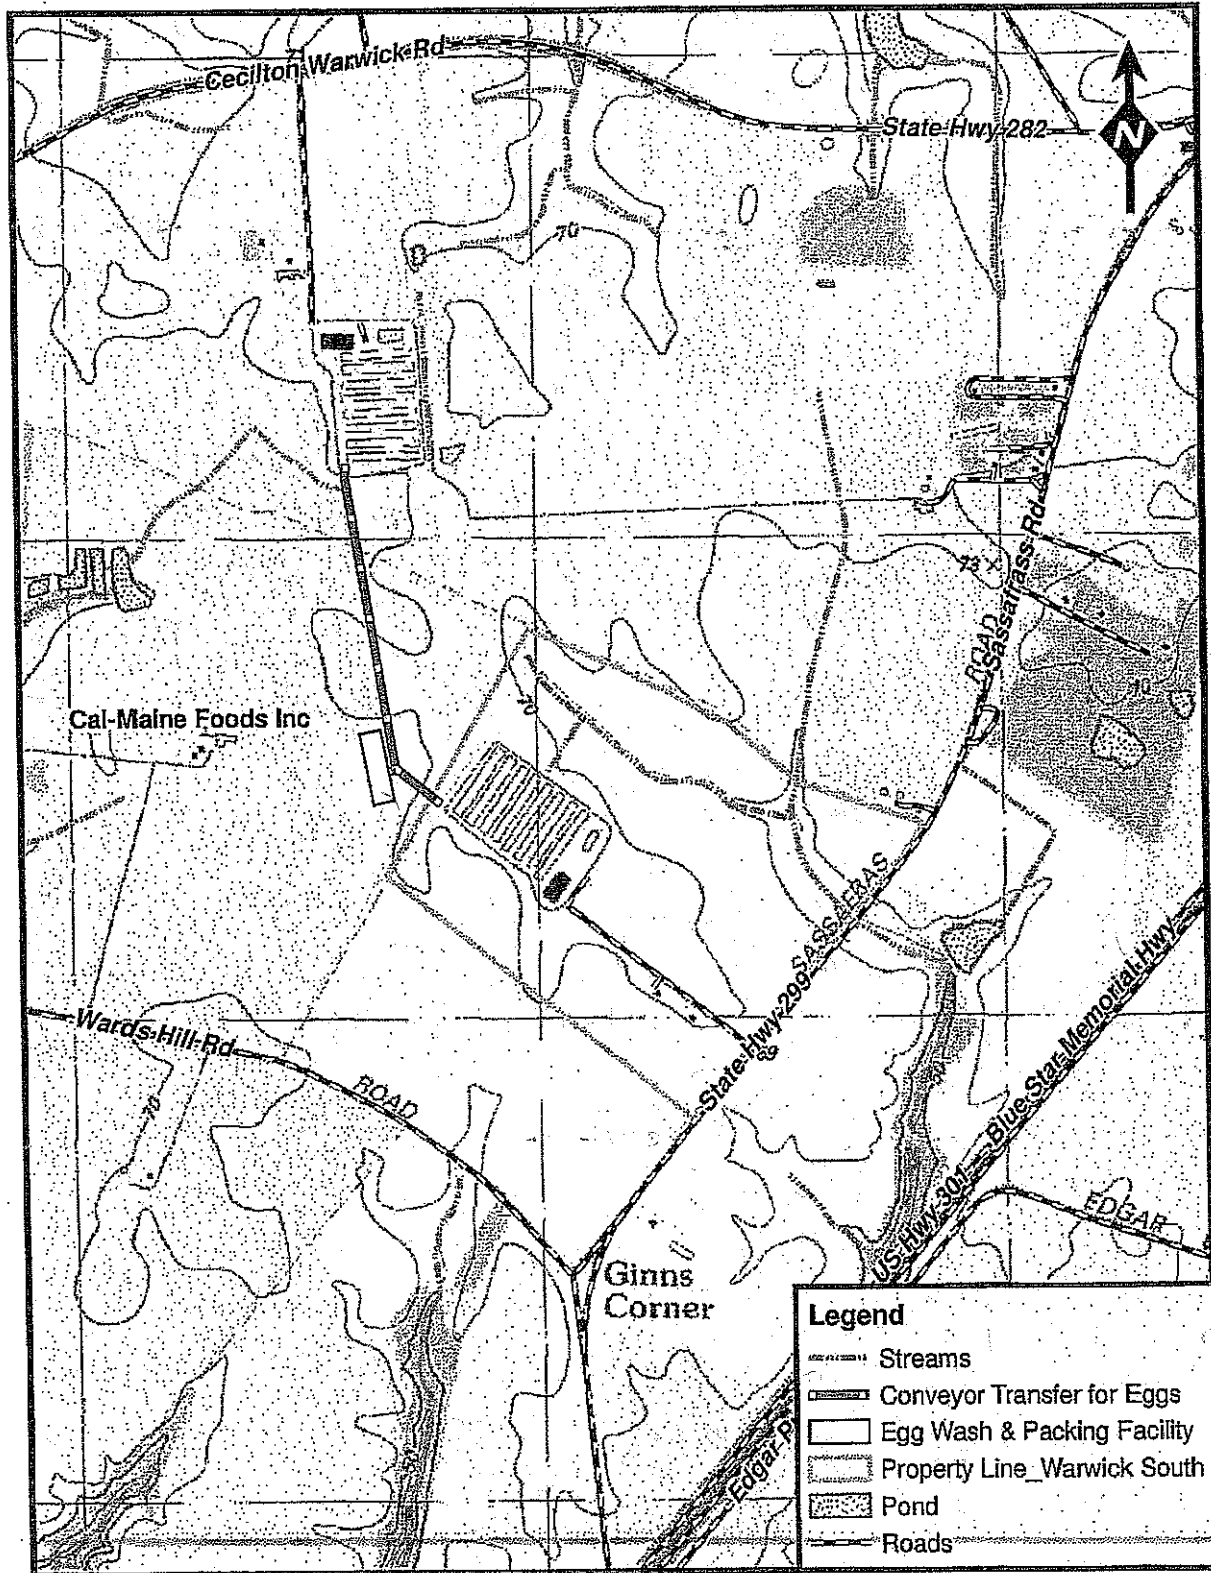 Cecilton-Warwick-Rd
State-Hwy-282
N
70
73
Sassafrass-Rd
ROAD
70
Cal-Maine Foods Inc
70
SASSAFRAS
State-Hwy-299
69
Wards-Hill-Rd
ROAD
70
US-Hwy-301
Blue-Star-Memorial-Hwy
EDGAR
Ginns
Corner
Legend
Streams
Conveyor Transfer for Eggs
Egg Wash & Packing Facility
Property Line_Warwick South
Pond
Roads